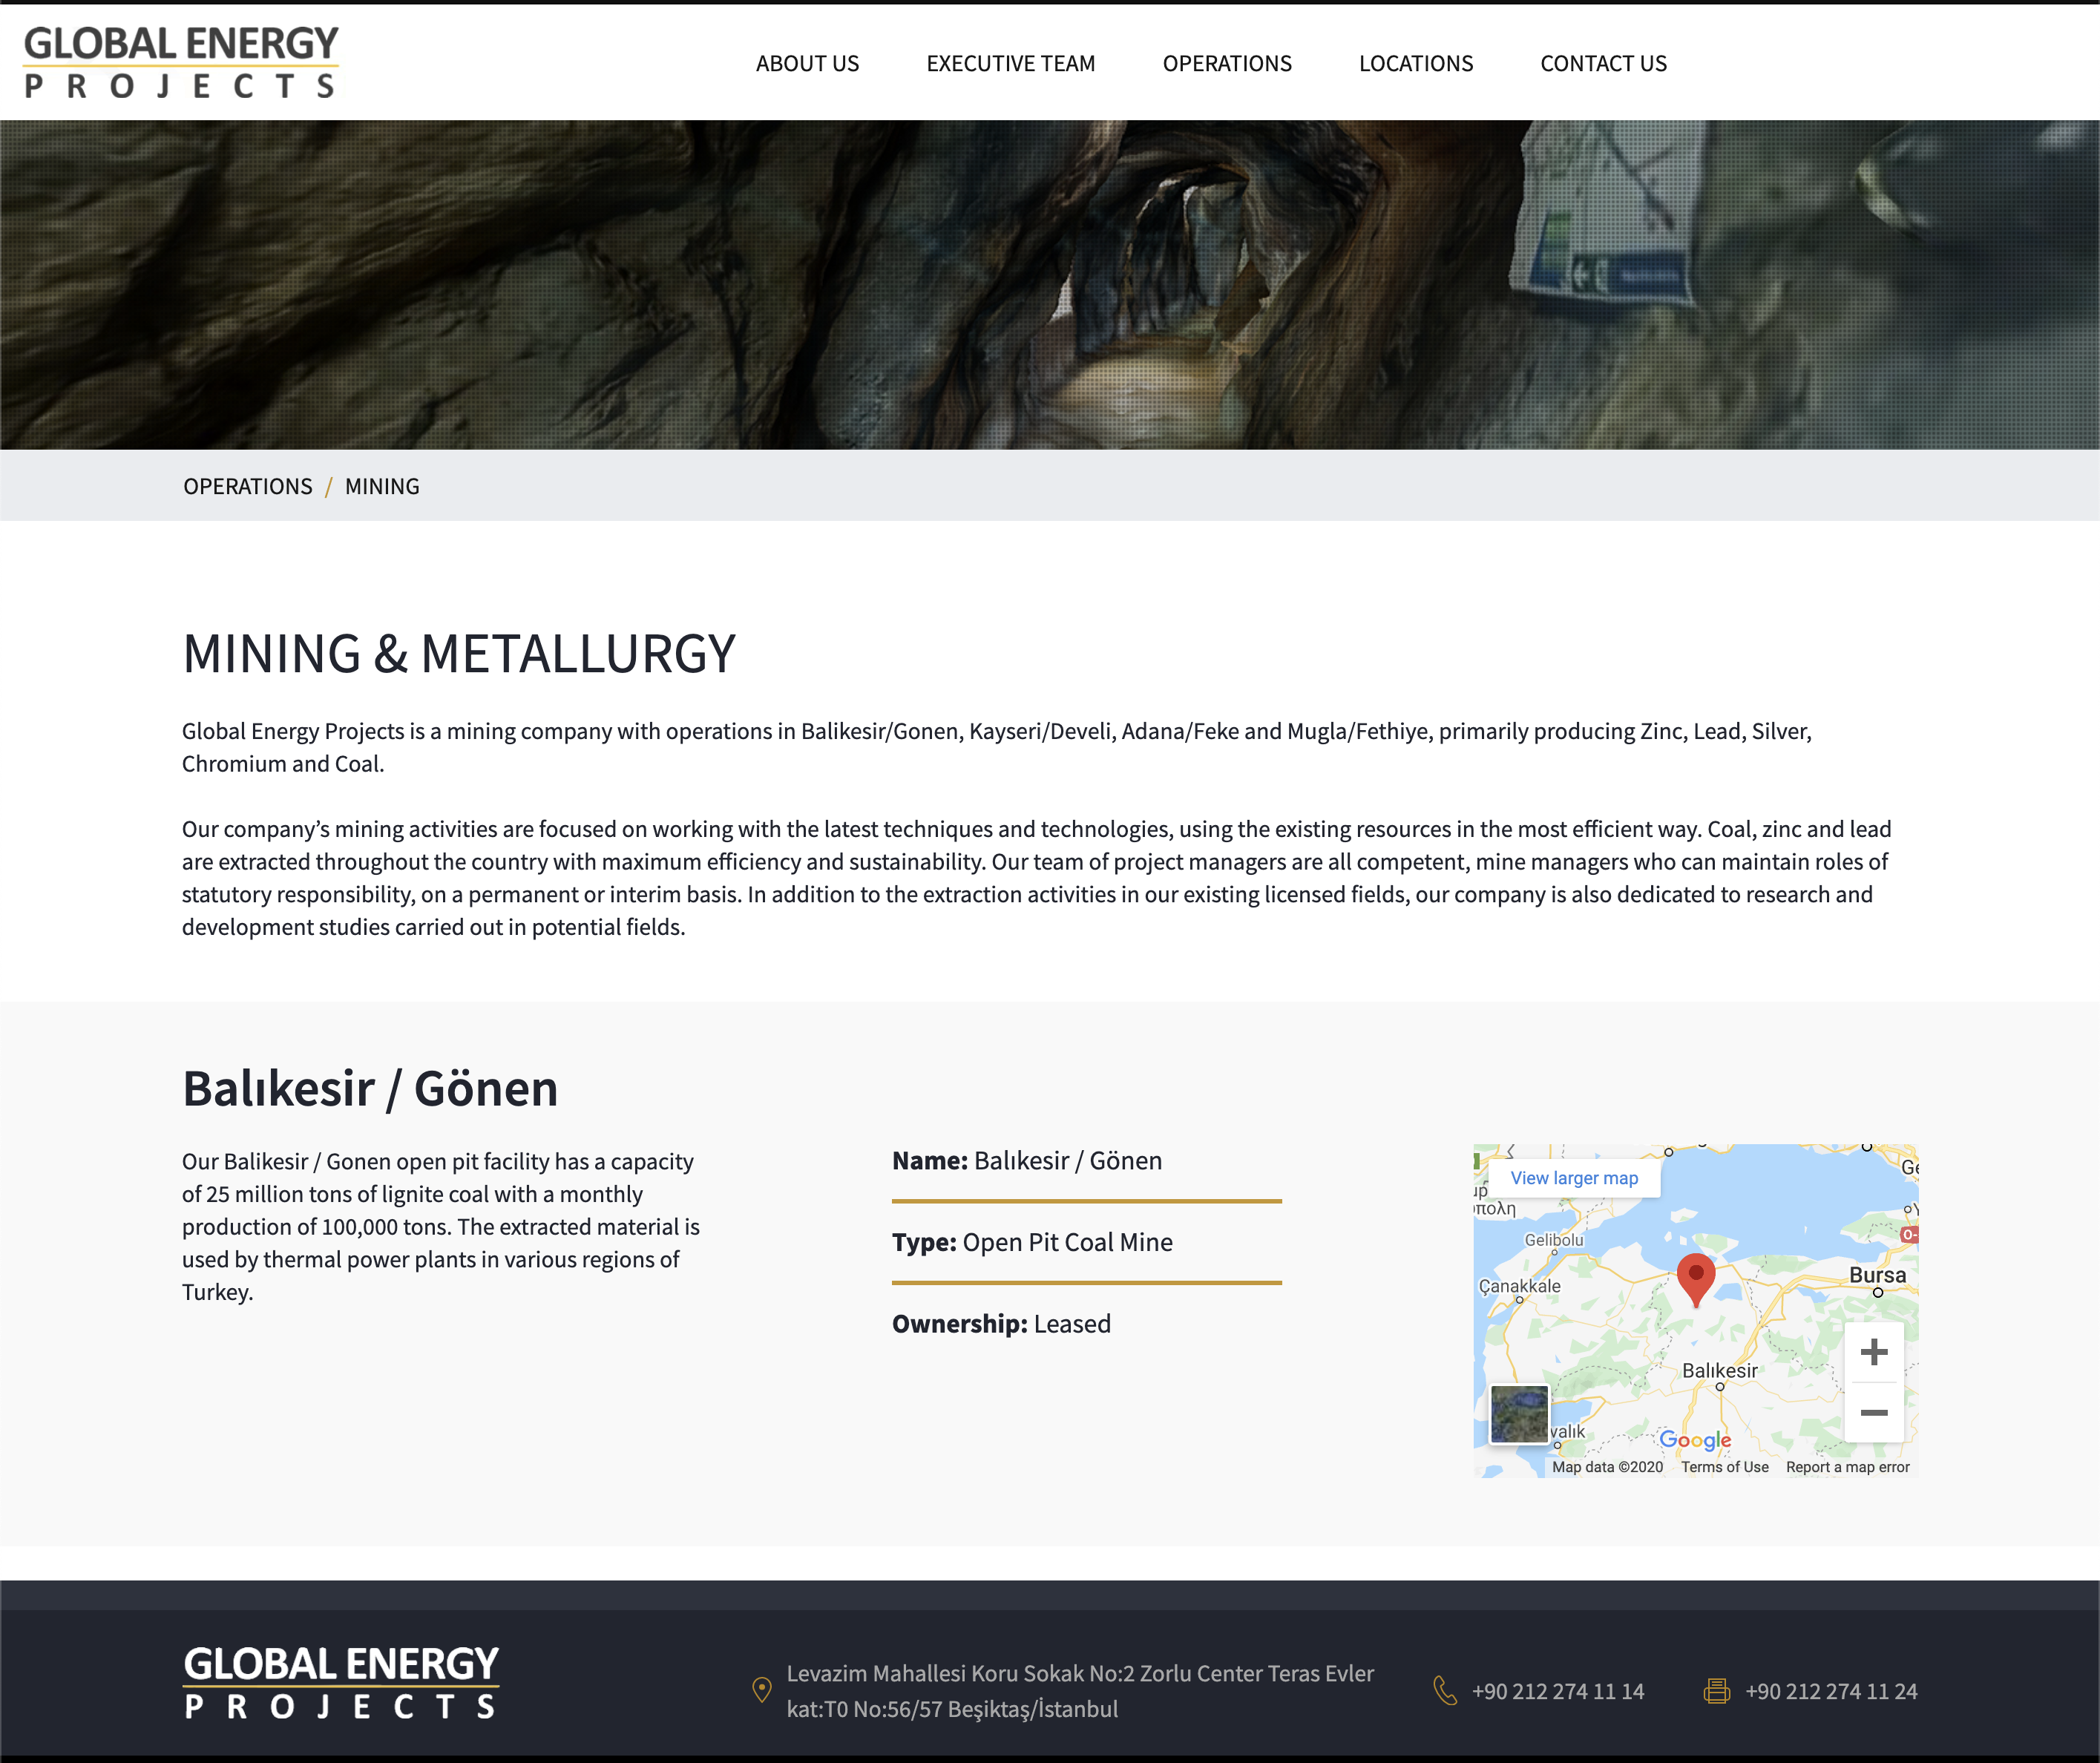 GLOBAL ENERGY
PROJECTS
ABOUT US
EXECUTIVE TEAM
OPERATIONS
LOCATIONS
CONTACT US
OPERATIONS / MINING
MINING & METALLURGY
Global Energy Projects is a mining company with operations in Balikesir/Gonen, Kayseri/Develi, Adana/Feke and Mugla/Fethiye, primarily producing Zinc, Lead, Silver,
Chromium and Coal.
Our company’s mining activities are focused on working with the latest techniques and technologies, using the existing resources in the most efficient way. Coal, zinc and lead
are extracted throughout the country with maximum efficiency and sustainability. Our team of project managers are all competent, mine managers who can maintain roles of
statutory responsibility, on a permanent or interim basis. In addition to the extraction activities in our existing licensed fields, our company is also dedicated to research and
development studies carried out in potential fields.
Balıkesir / Gönen
Our Balikesir / Gonen open pit facility has a capacity
of 25 million tons of lignite coal with a monthly
production of 100,000 tons. The extracted material is
used by thermal power plants in various regions of
Turkey.
Name: Balıkesir / Gönen
Type: Open Pit Coal Mine
Ownership: Leased
View larger map
Gelibolu
Çanakkale
Bursa
Balıkesir
Google
Map data ©2020
Terms of Use
Report a map error
GLOBAL ENERGY
PROJECTS
Levazim Mahallesi Koru Sokak No:2 Zorlu Center Teras Evler
kat:T0 No:56/57 Beşiktaş/İstanbul
+90 212 274 11 14
+90 212 274 11 24